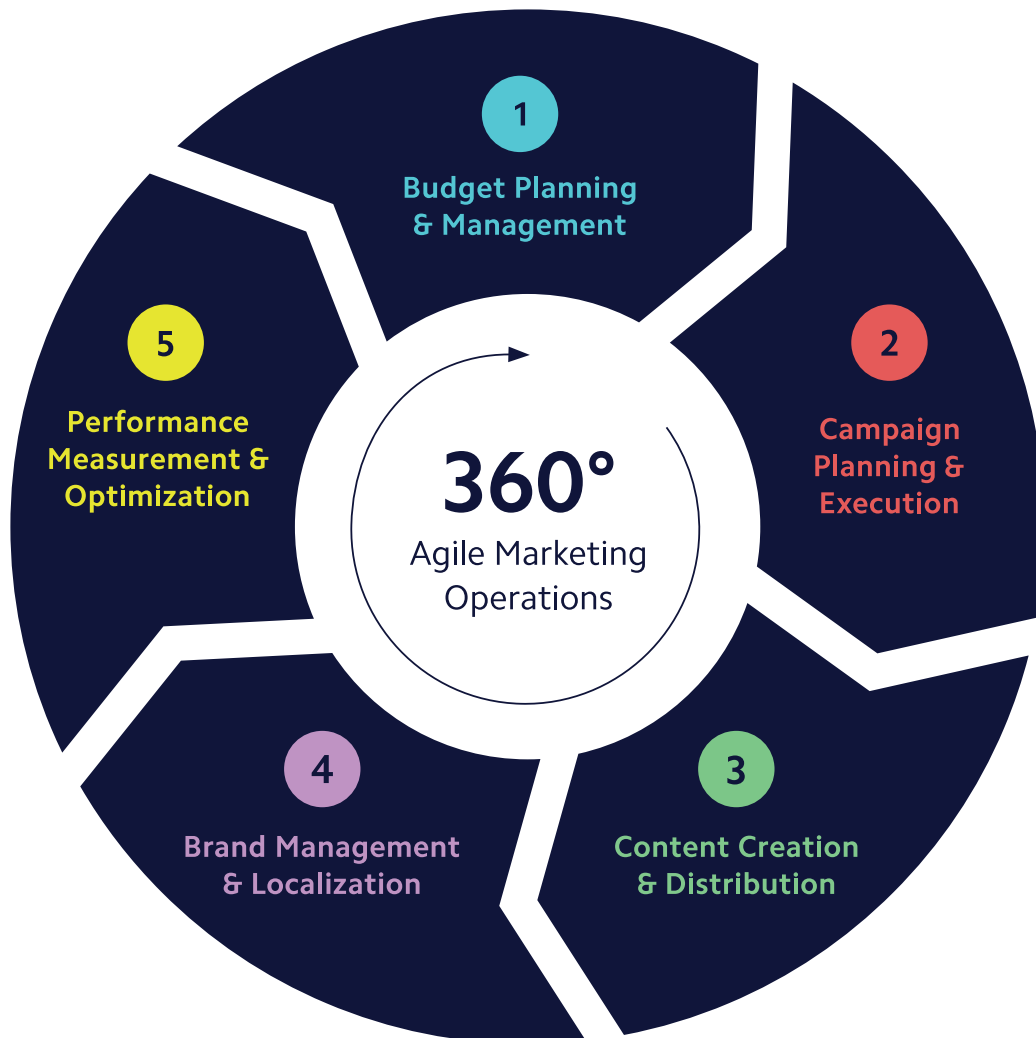 1
Budget Planning
& Management
2
Campaign
Planning &
Execution
3
Content Creation
& Distribution
4
Brand Management
& Localization
5
Performance
Measurement &
Optimization
360°
Agile Marketing
Operations